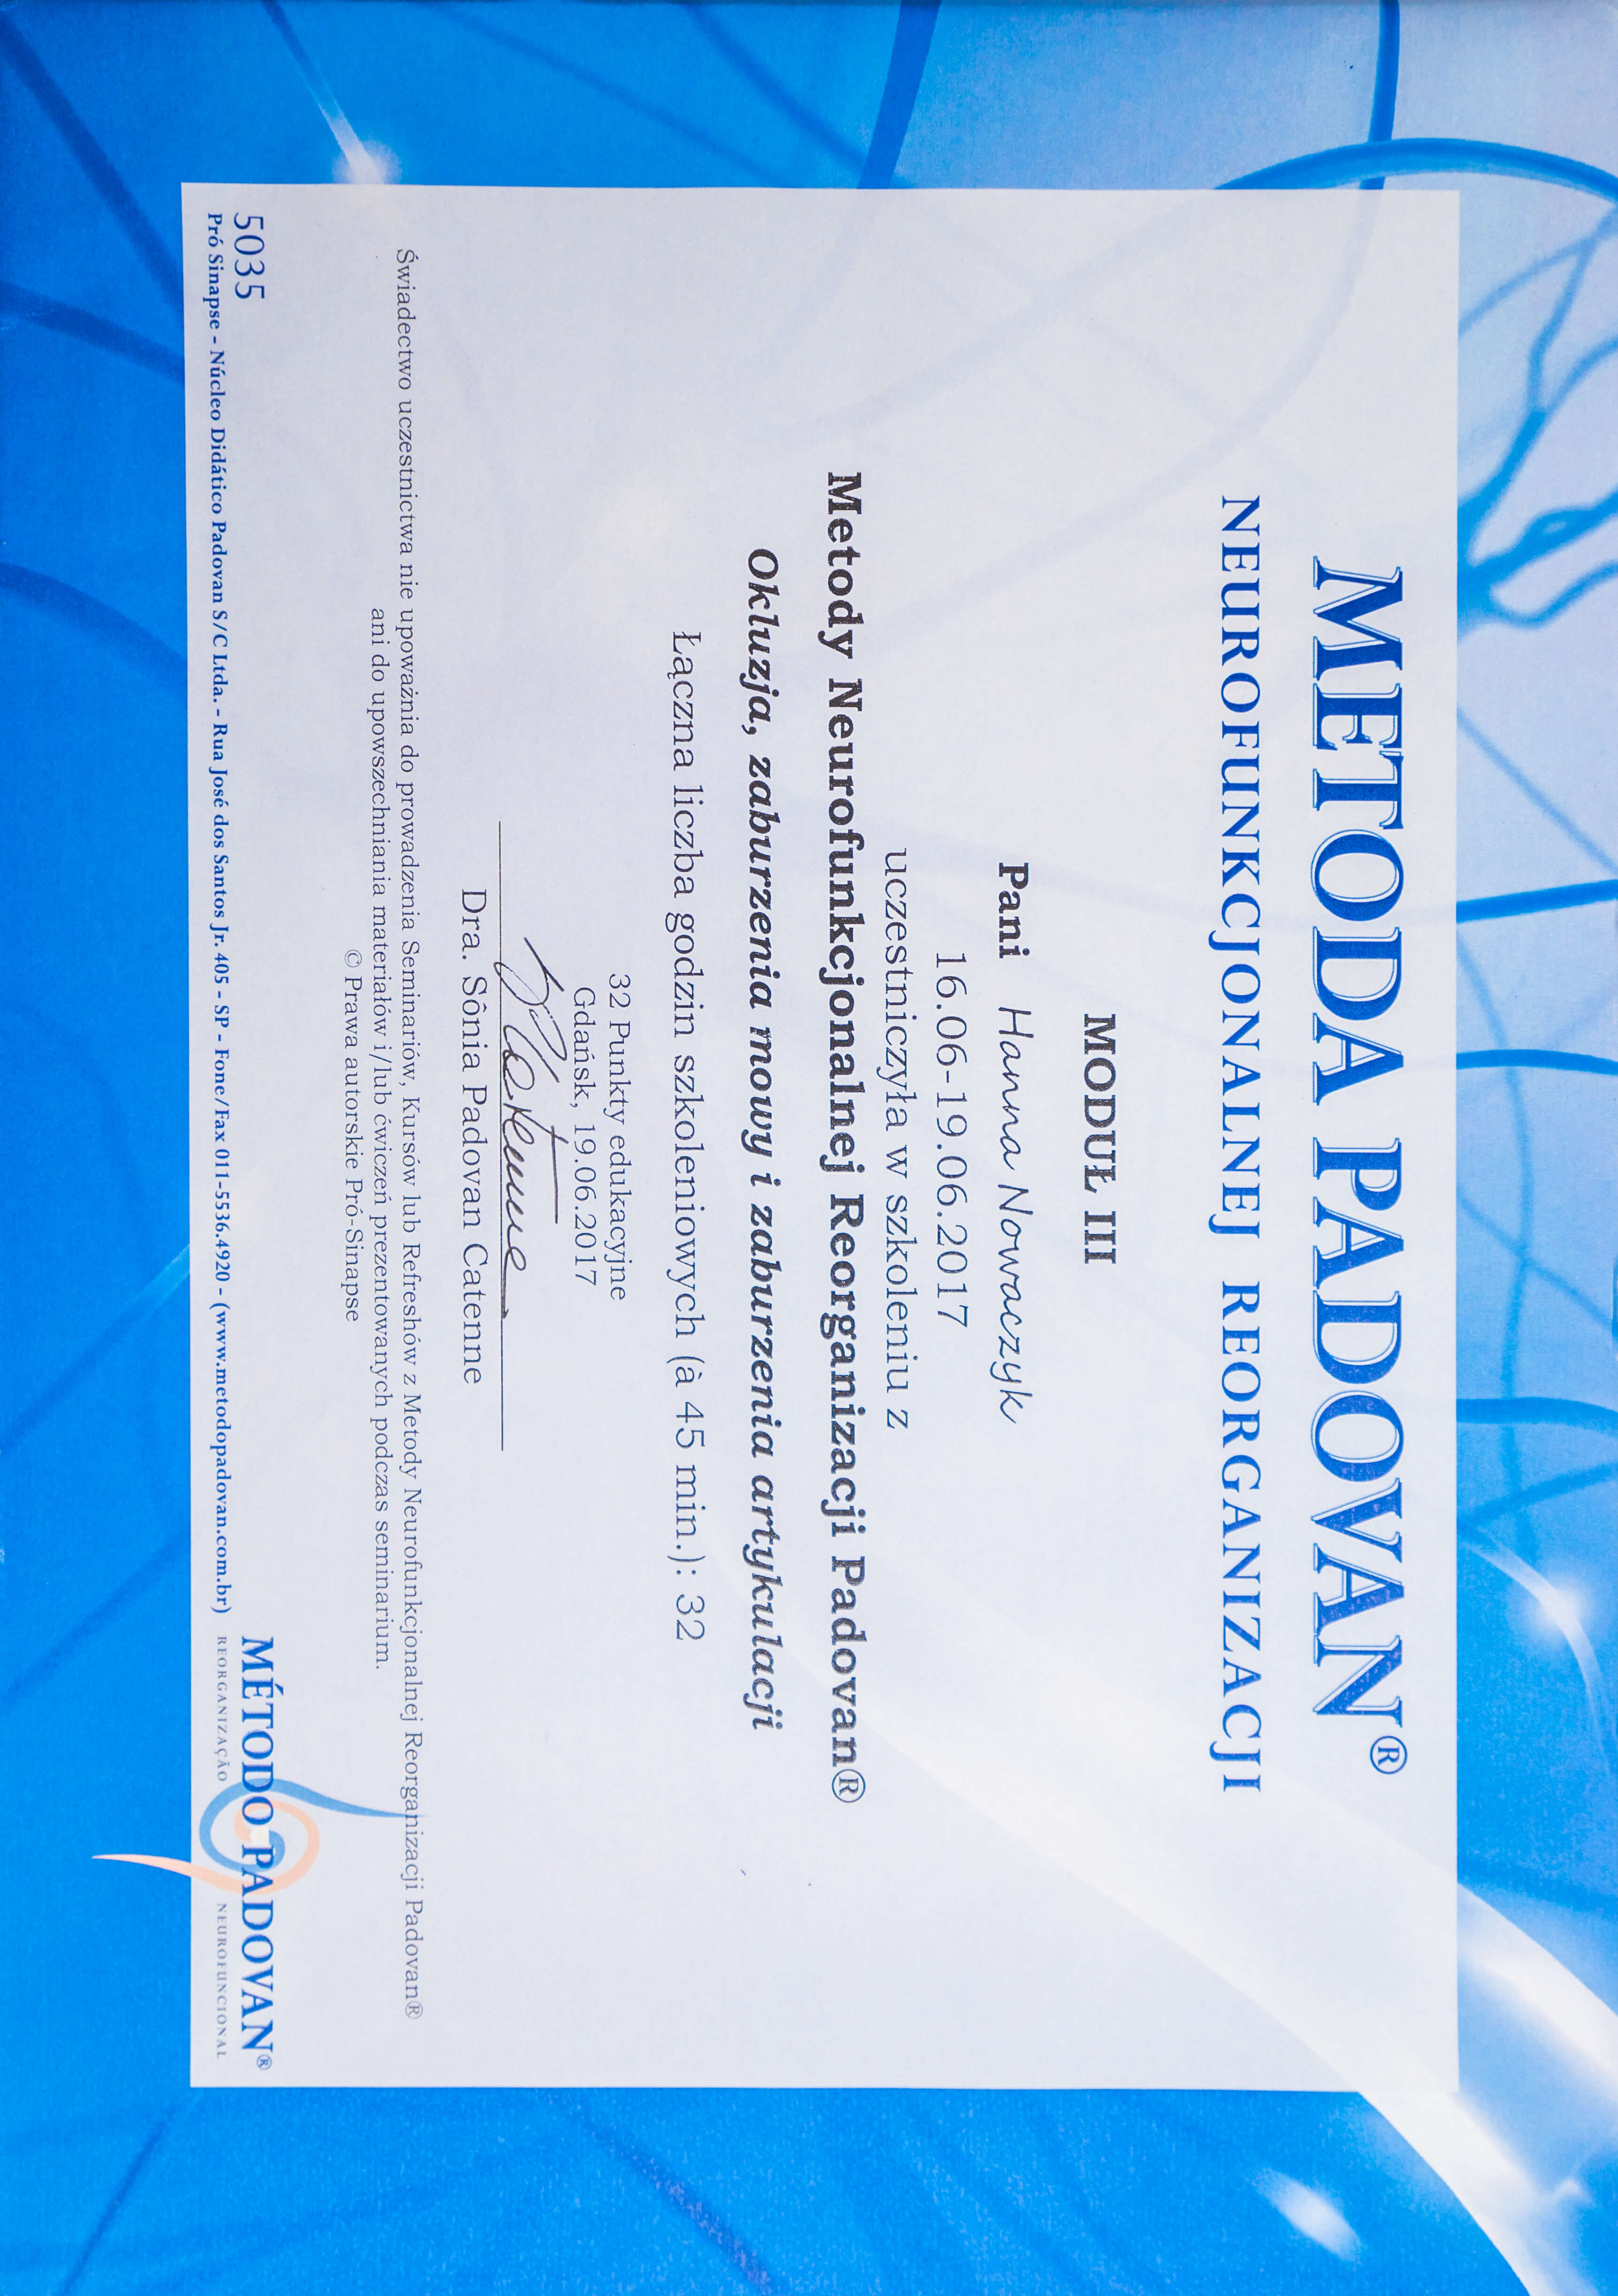 METODA PADOVAN®
NEUROFUNKCJONALNEJ REORGANIZACJI
MODUŁ III
Pani Hanna Nowaczyk
16.06-19.06.2017
uczestniczyła w szkoleniu z
Metody Neurofunkcjonalnej Reorganizacji Padovan®
Okluzja, zaburzenia mowy i zaburzenia artykulacji
Łączna liczba godzin szkoleniowych (à 45 min.): 32
32 Punkty edukacyjne
Gdańsk, 19.06.2017
Dra. Sônia Padovan Catenne
Świadectwo uczestnictwa nie upoważnia do prowadzenia Seminariów, Kursów lub Refreshów z Metody Neurofunkcjonalnej Reorganizacji Padovan®
ani do upowszechniania materiałów i/lub ćwiczeń prezentowanych podczas seminarium.
© Prawa autorskie Pró-Sinapse
5035
Pró Sinapse - Núcleo Didático Padovan S/C Ltda. - Rua José dos Santos Jr. 405 - SP - Fone/Fax 011-5536.4920 - (www.metodopadovan.com.br)
MÉTODO PADOVAN®
REORGANIZAÇÃO NEUROFUNCIONAL